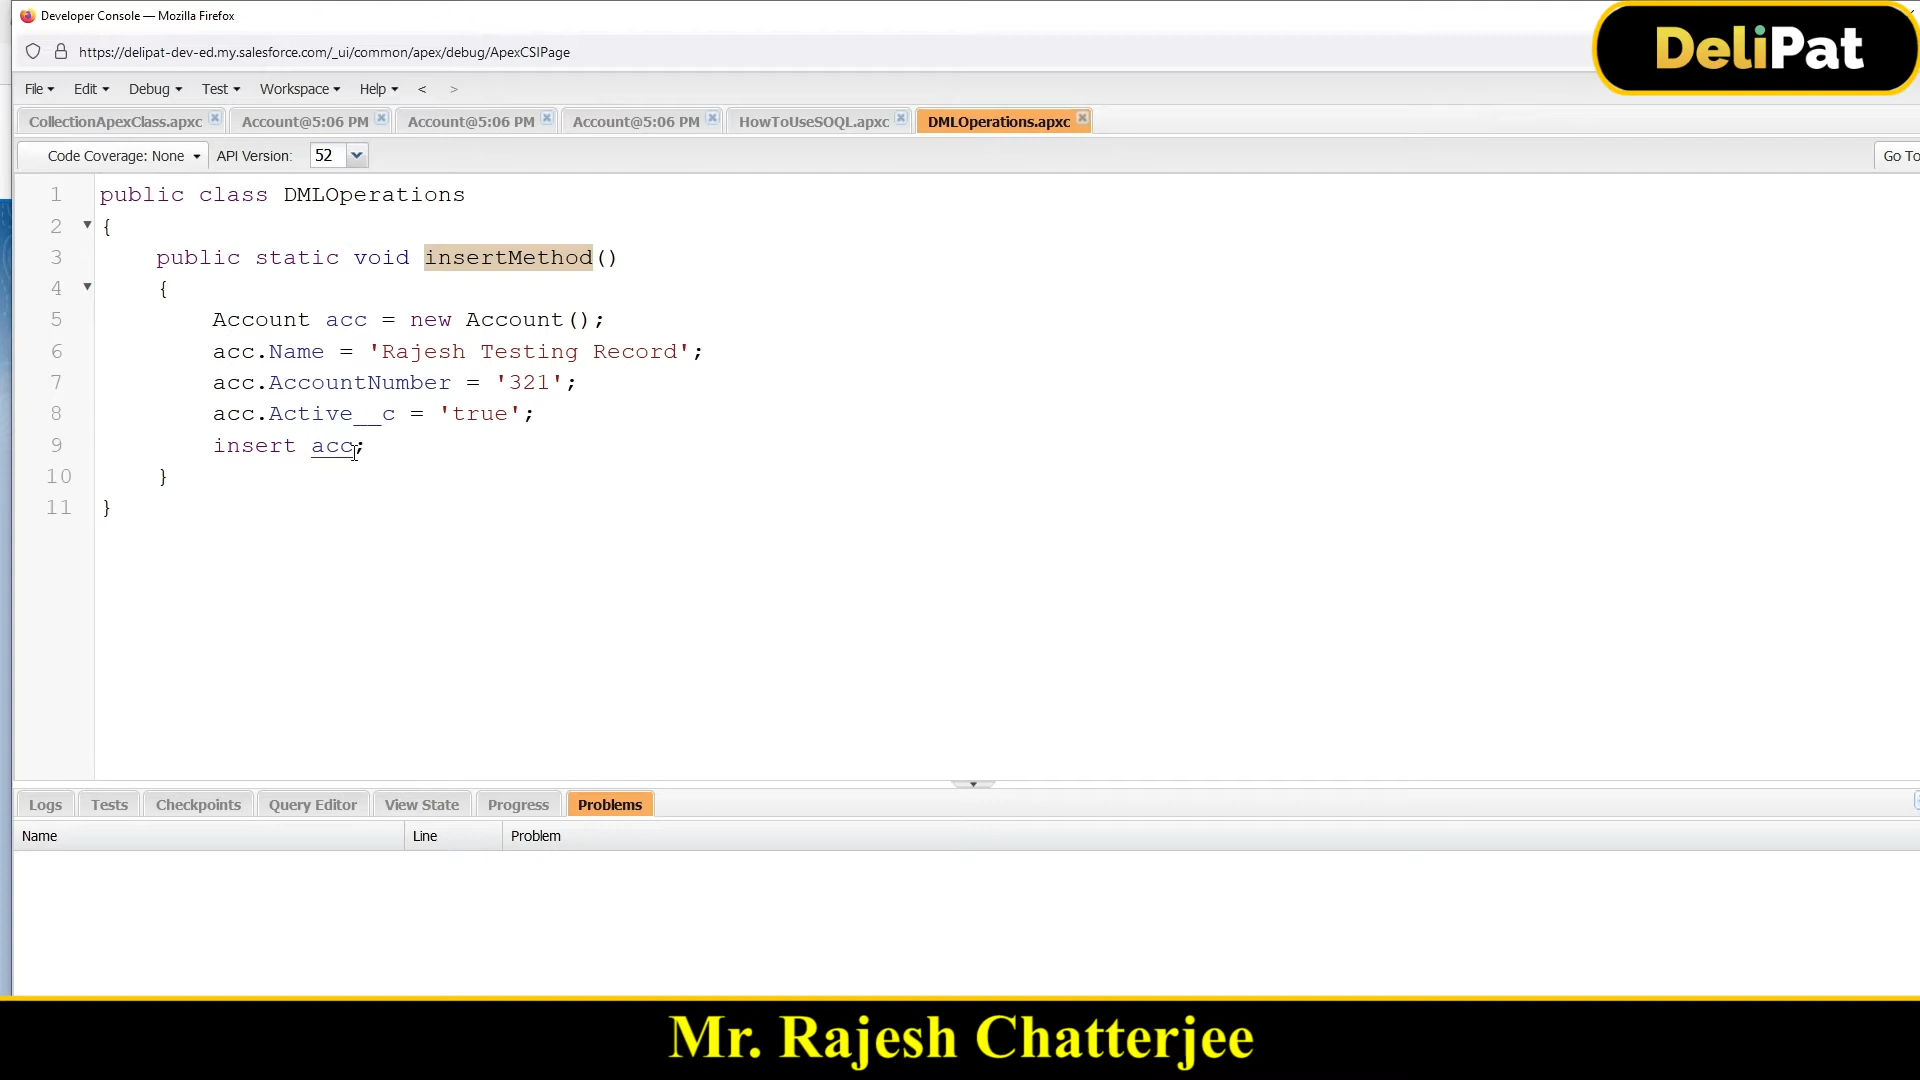 Developer Console — Mozilla Firefox
https://delipat-dev-ed.my.salesforce.com/_ui/common/apex/debug/ApexCSIPage
DeliPat
File Edit Debug Test Workspace Help < >
CollectionApexClass.apxc Account@5:06 PM Account@5:06 PM Account@5:06 PM HowToUseSOQL.apxc DMLOperations.apxc
Code Coverage: None API Version: 52 Go To
1 public class DMLOperations
2 {
3 public static void insertMethod()
4 {
5 Account acc = new Account();
6 acc.Name = 'Rajesh Testing Record';
7 acc.AccountNumber = '321';
8 acc.Active__c = 'true';
9 insert acc;
10 }
11 }
Logs Tests Checkpoints Query Editor View State Progress Problems
Name Line Problem
Mr. Rajesh Chatterjee